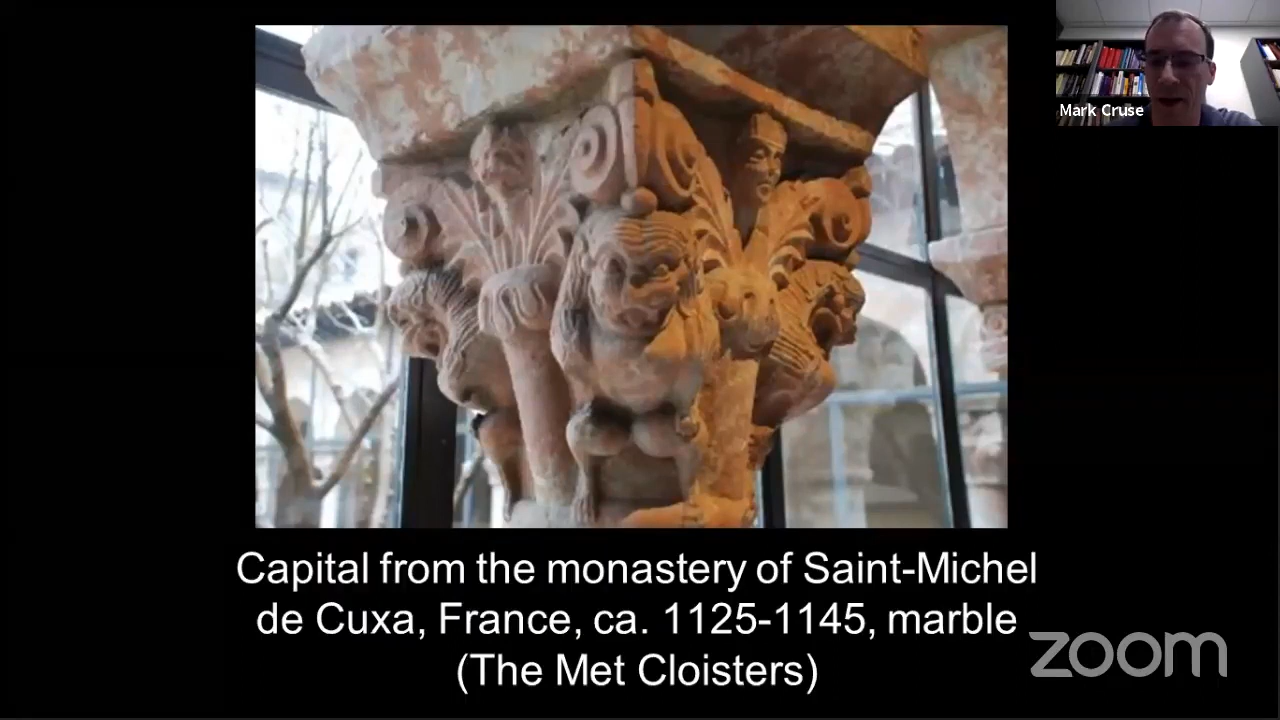 Mark Cruse
Capital from the monastery of Saint-Michel
de Cuxa, France, ca. 1125-1145, marble
(The Met Cloisters)
zoom